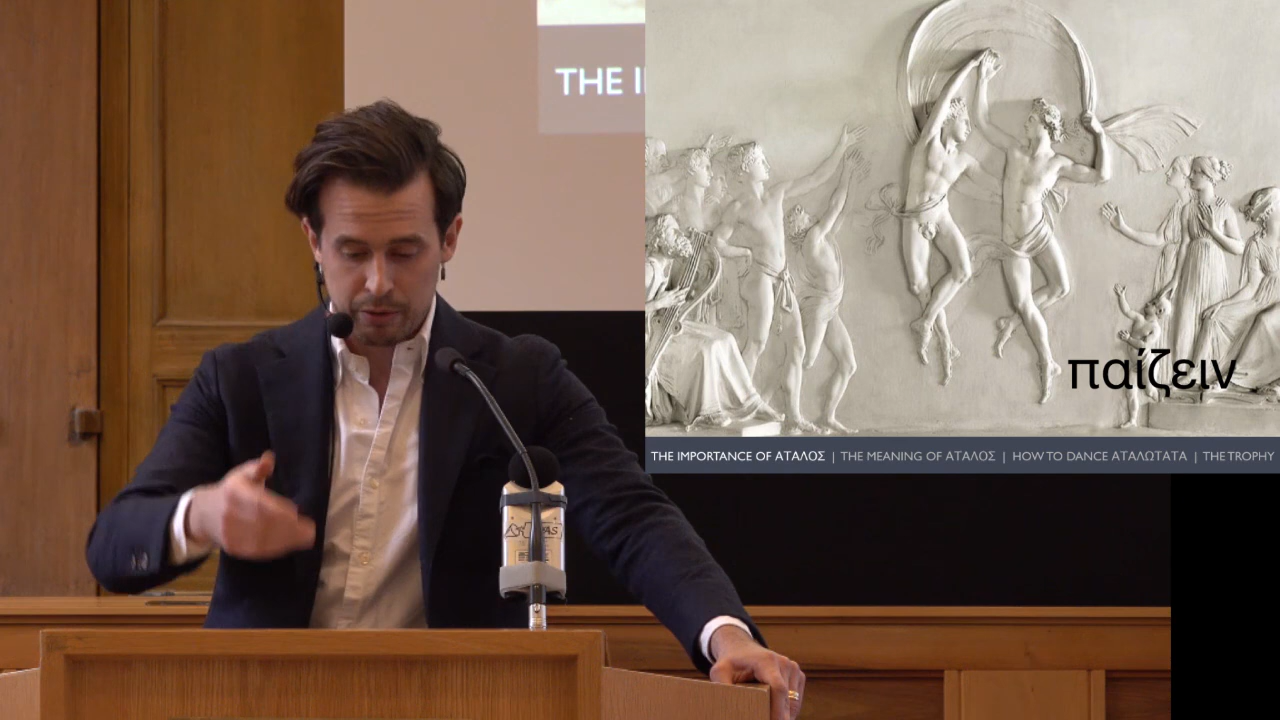 THE I
παίζειν
THE IMPORTANCE OF ΑΤΑΛΟΣ | THE MEANING OF ΑΤΑΛΟΣ | HOW TO DANCE ΑΤΑΛΩΤΑΤΑ | THE TROPHY